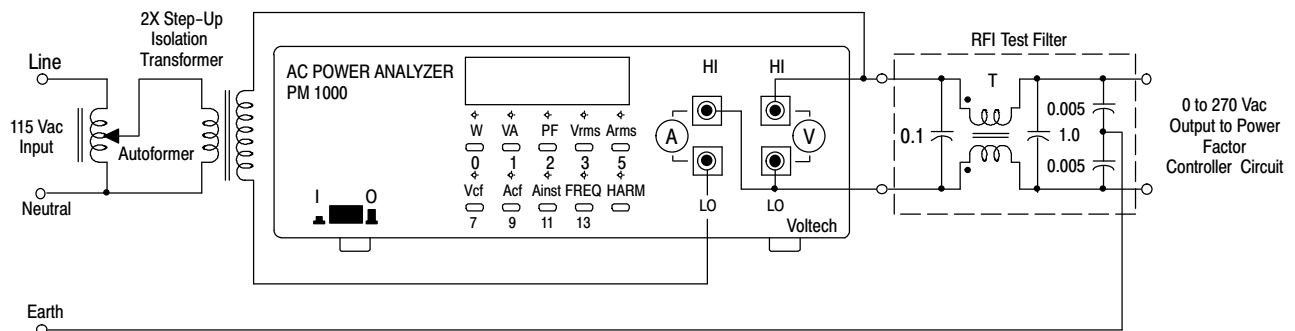 2X Step-Up
Isolation
Transformer
Line
115 Vac
Input
Autoformer
Neutral
Earth
AC POWER ANALYZER
PM 1000
W VA PF Vrms Arms
0 1 2 3 5
Vcf Acf Ainst FREQ HARM
7 9 11 13
I O
HI HI
A V
LO LO
Voltech
RFI Test Filter
T
0.1
1.0
0.005
0.005
0 to 270 Vac
Output to Power
Factor
Controller Circuit